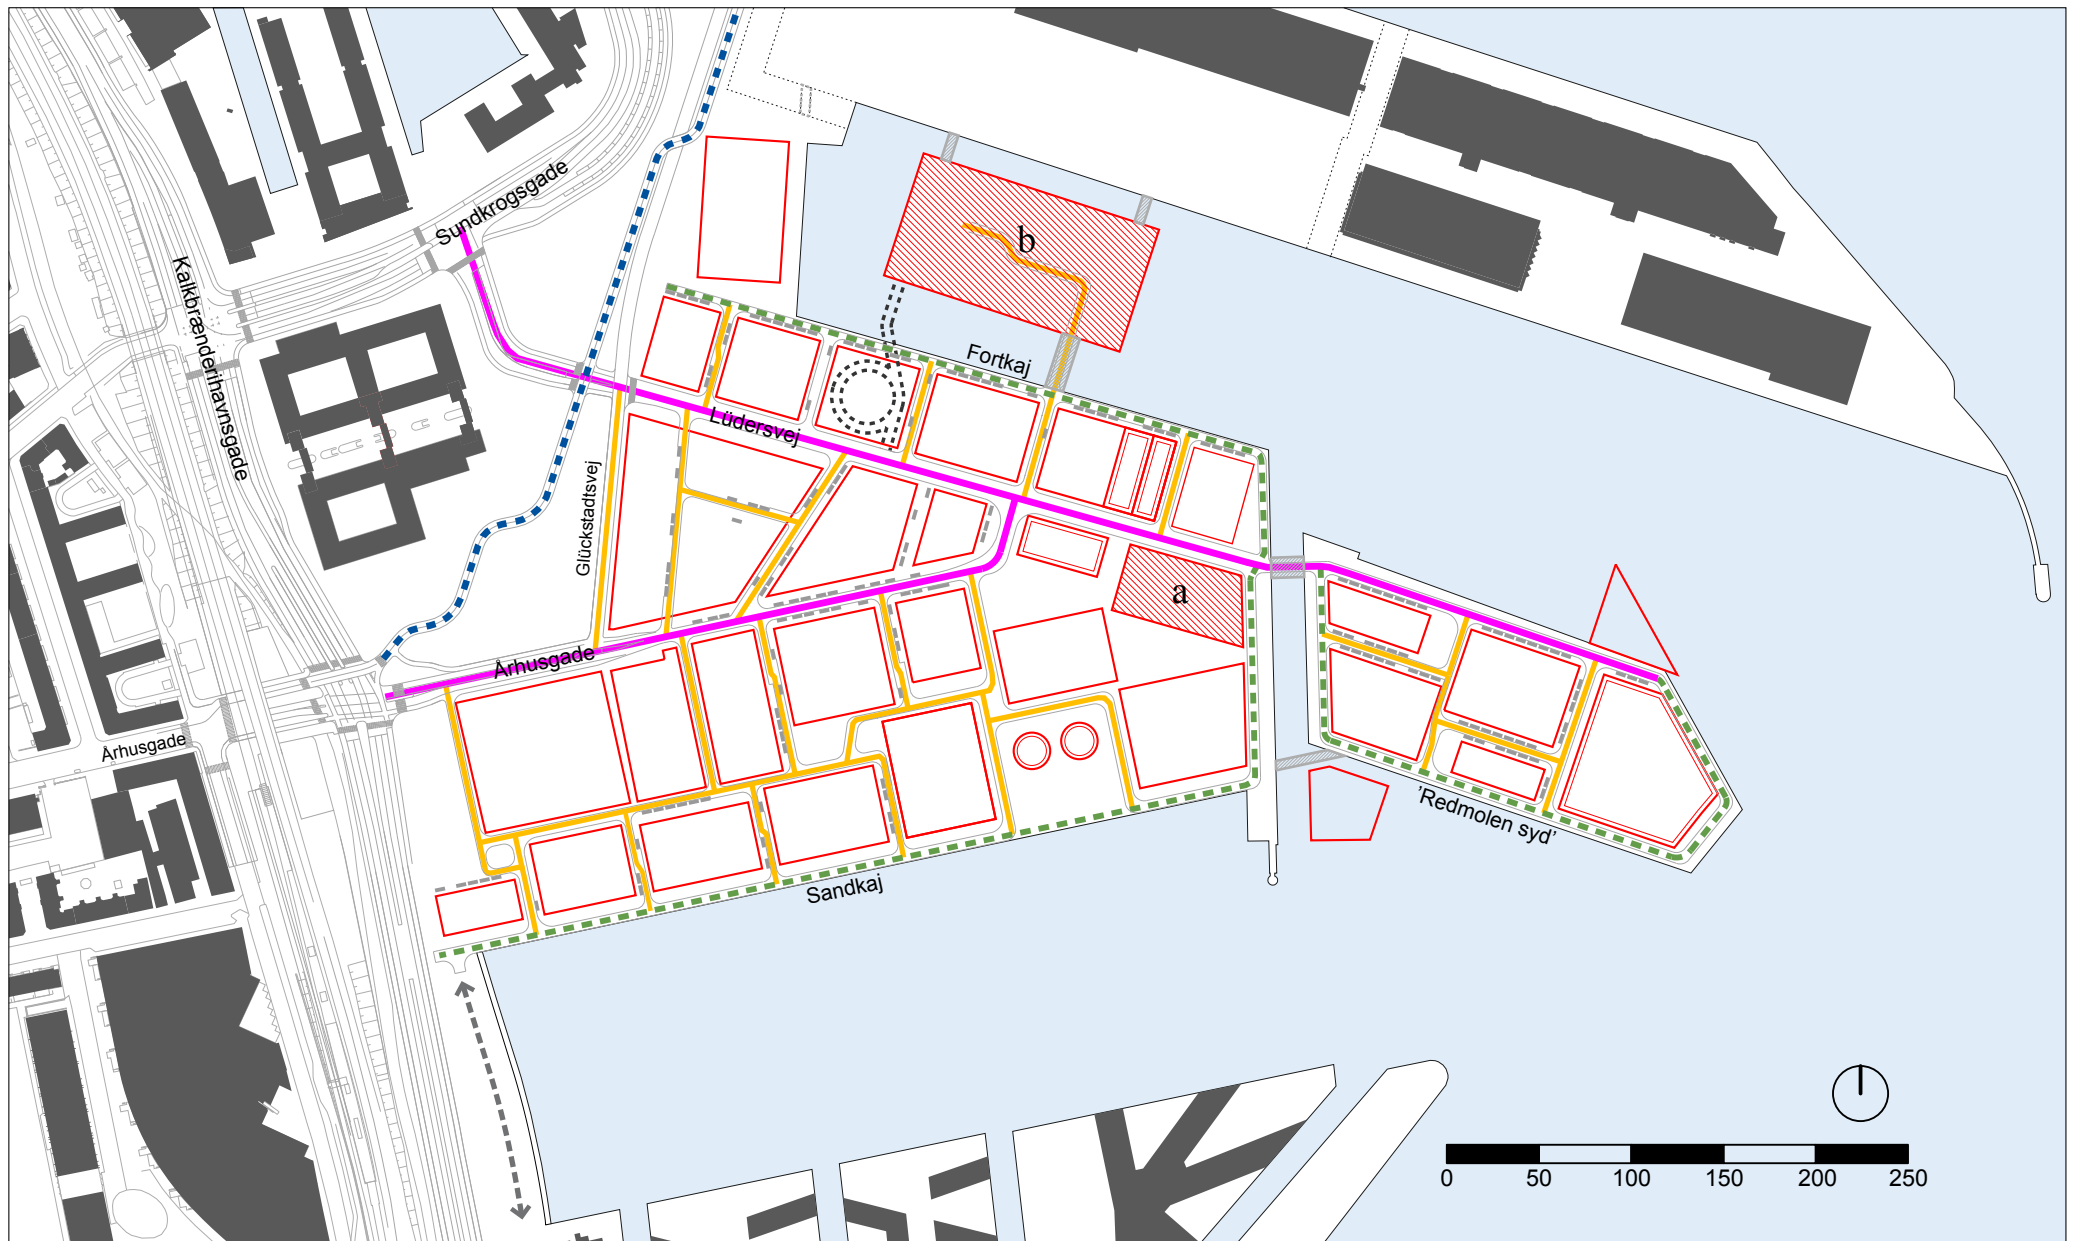 Sundkrogsgade
Kalkbrænderihavnsgade
b
Fortkaj
Lüdersvej
Glückstadtsvej
a
Århusgade
Århusgade
'Redmolen syd'
Sandkaj
0 50 100 150 200 250